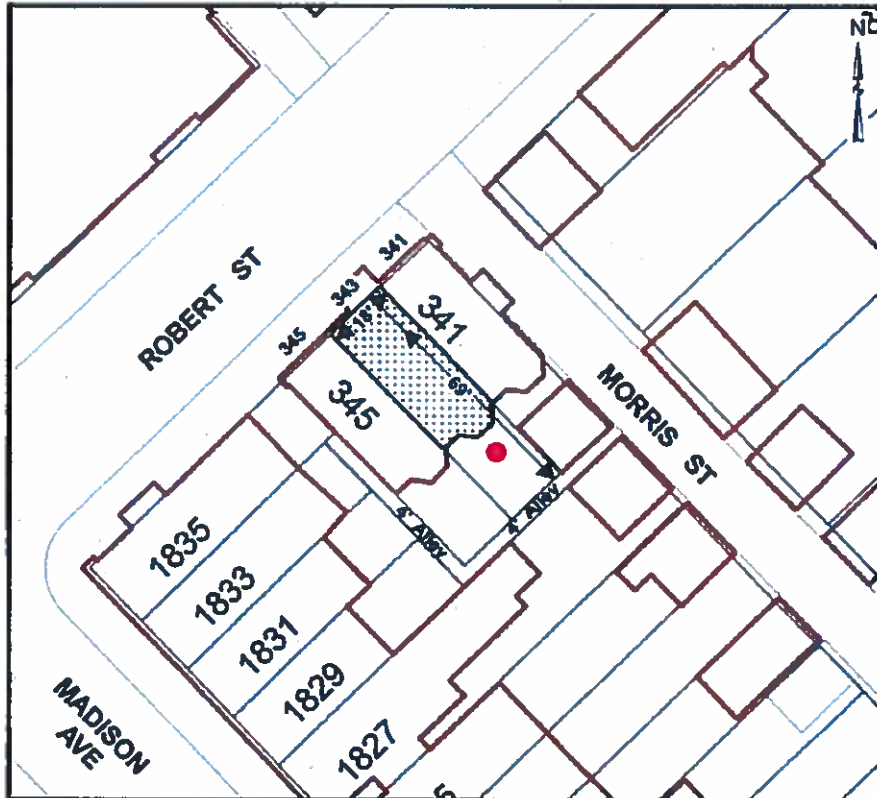 N
ROBERT ST
341
343
345
18'
341
69'
345
MORRIS ST
4' Alley
4' Alley
1835
1833
1831
1829
1827
MADISON
AVE